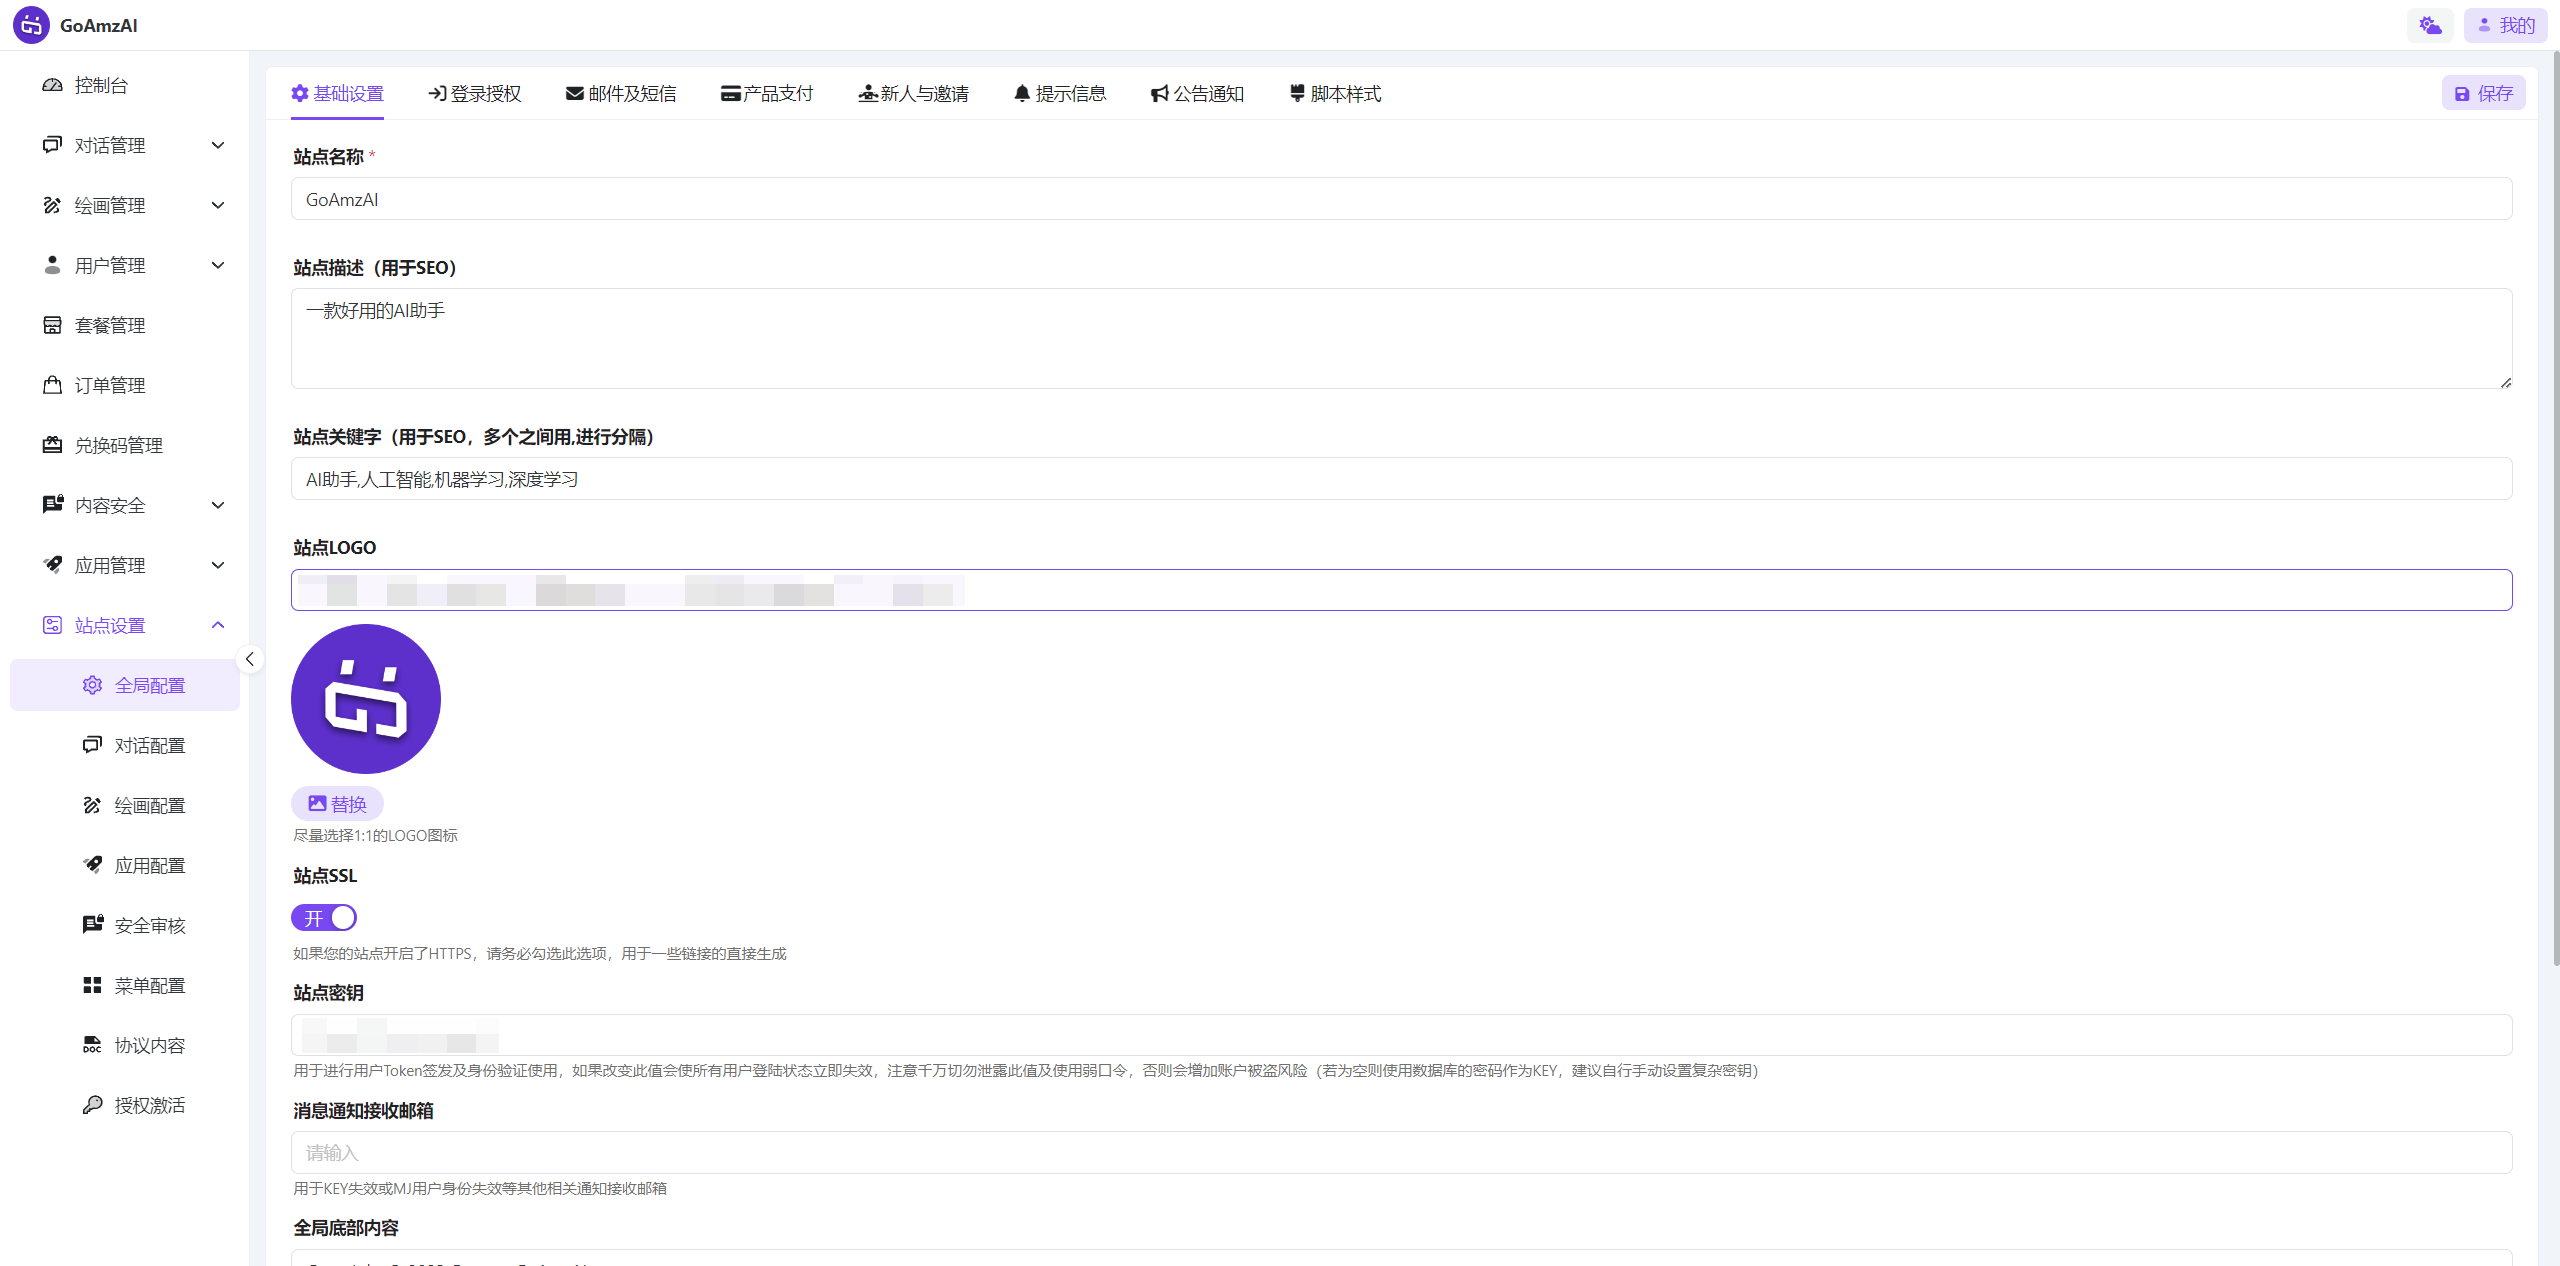 GoAmzAI
我的
控制台
对话管理
绘画管理
用户管理
套餐管理
订单管理
兑换码管理
内容安全
应用管理
站点设置
全局配置
对话配置
绘画配置
应用配置
安全审核
菜单配置
协议内容
授权激活
基础设置 登录授权 邮件及短信 产品支付 新人与邀请 提示信息 公告通知 脚本样式
保存
站点名称 *
GoAmzAI
站点描述（用于SEO）
一款好用的AI助手
站点关键字（用于SEO，多个之间用,进行分隔）
AI助手,人工智能,机器学习,深度学习
站点LOGO
替换
尽量选择1:1的LOGO图标
站点SSL
开
如果您的站点开启了HTTPS，请务必勾选此选项，用于一些链接的直接生成
站点密钥
用于进行用户Token签发及身份验证使用，如果改变此值会使所有用户登陆状态立即失效，注意千万切勿泄露此值及使用弱口令，否则会增加账户被盗风险（若为空则使用数据库的密码作为KEY，建议自行手动设置复杂密钥）
消息通知接收邮箱
请输入
用于KEY失效或MJ用户身份失效等其他相关通知接收邮箱
全局底部内容